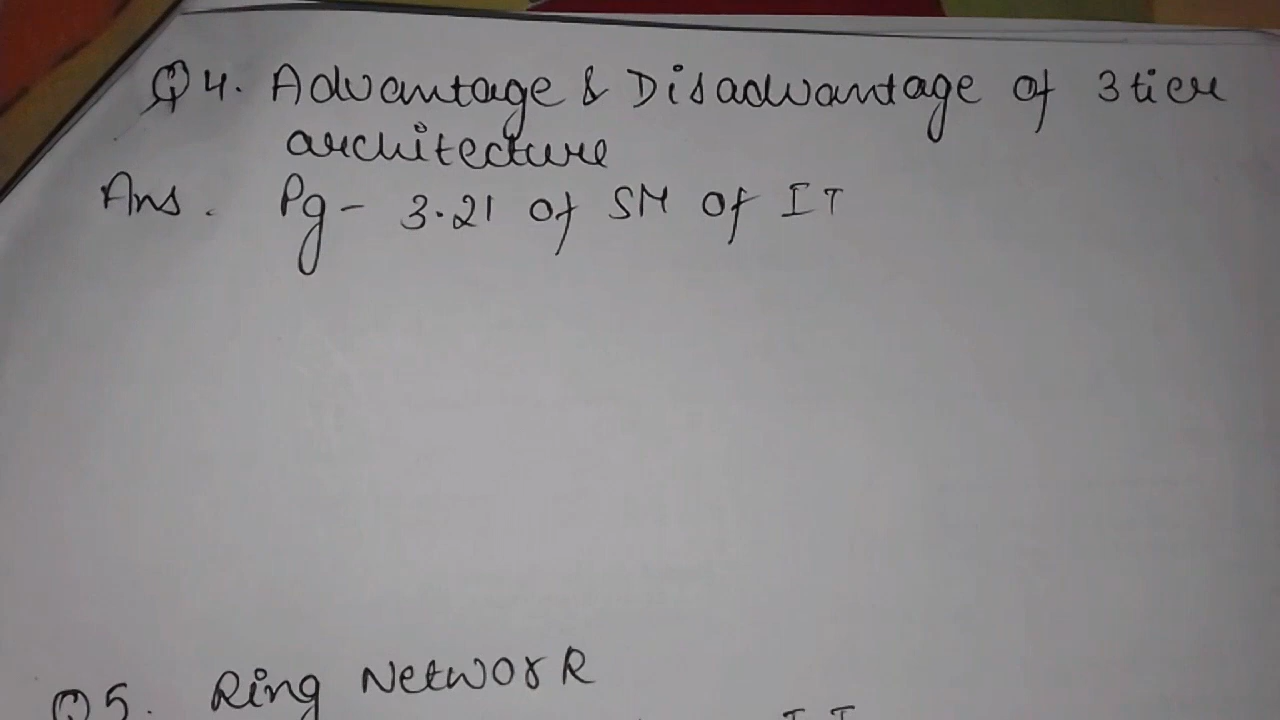 Q4. Advantage & Disadvantage of 3 tier
architecture
Ans. Pg - 3.21 of SM of IT
Q5. Ring Network